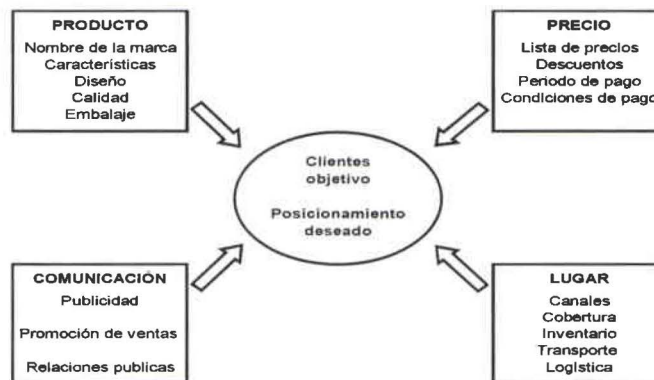 PRODUCTO
Nombre de la marca
Características
Diseño
Calidad
Embalaje
PRECIO
Lista de precios
Descuentos
Periodo de pago
Condiciones de pago
Clientes
objetivo
Posicionamiento
deseado
COMUNICACIÓN
Publicidad
Promoción de ventas
Relaciones publicas
LUGAR
Canales
Cobertura
Inventario
Transporte
Logística